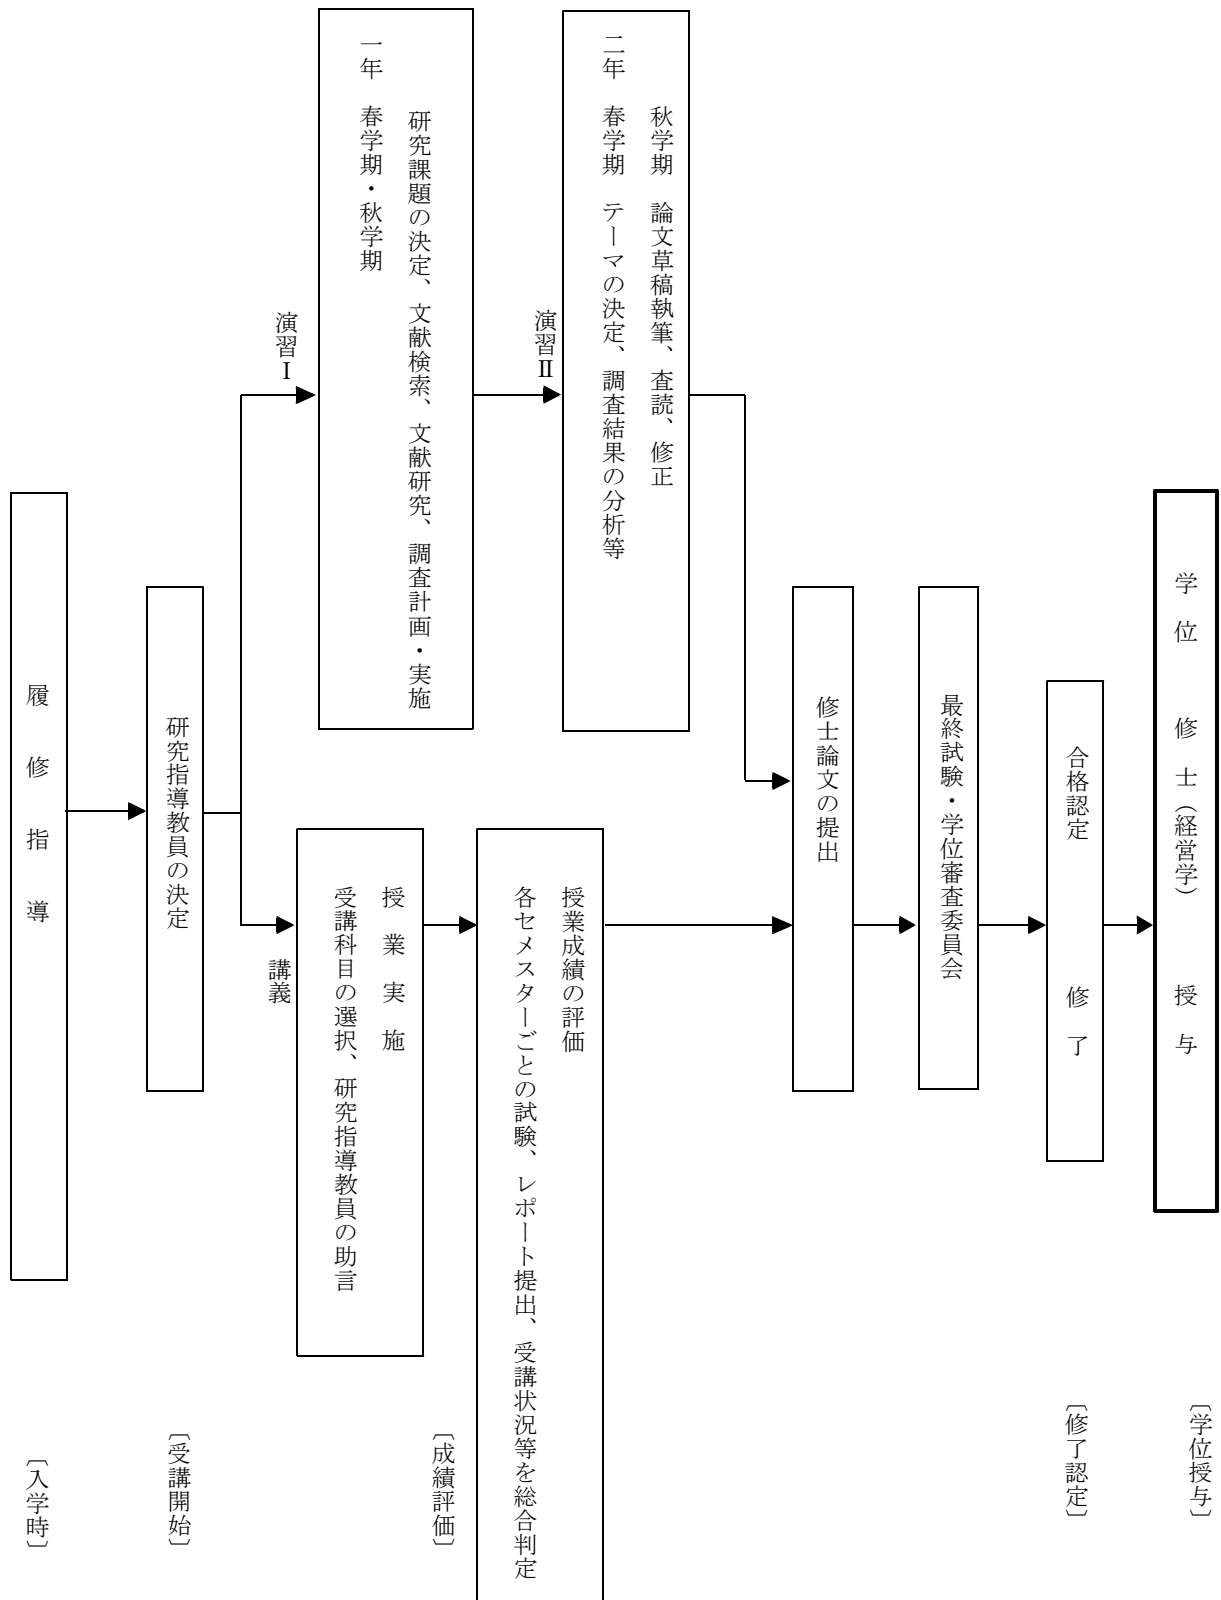 履修指導
研究指導教員の決定
演習Ⅰ
一年　春学期・秋学期
研究課題の決定、文献検索、文献研究、調査計画・実施
演習Ⅱ
二年　春学期　テーマの決定、調査結果の分析等
秋学期　論文草稿執筆、査読、修正
講義
授業実施
受講科目の選択、研究指導教員の助言
授業成績の評価
各セメスターごとの試験、レポート提出、受講状況等を総合判定
修士論文の提出
最終試験・学位審査委員会
合格認定　修了
学位　修士（経営学）　授与
〔入学時〕
〔受講開始〕
〔成績評価〕
〔修了認定〕
〔学位授与〕